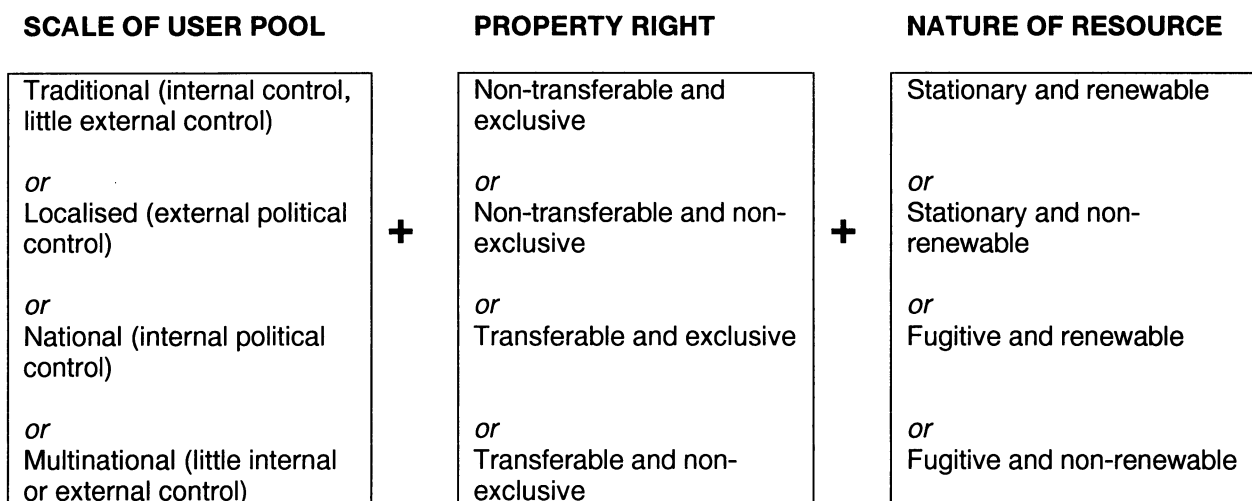 SCALE OF USER POOL
Traditional (internal control,
little external control)
or
Localised (external political
control)
or
National (internal political
control)
or
Multinational (little internal
or external control)
+
PROPERTY RIGHT
Non-transferable and
exclusive
or
Non-transferable and non-
exclusive
or
Transferable and exclusive
or
Transferable and non-
exclusive
+
NATURE OF RESOURCE
Stationary and renewable
or
Stationary and non-
renewable
or
Fugitive and renewable
or
Fugitive and non-renewable